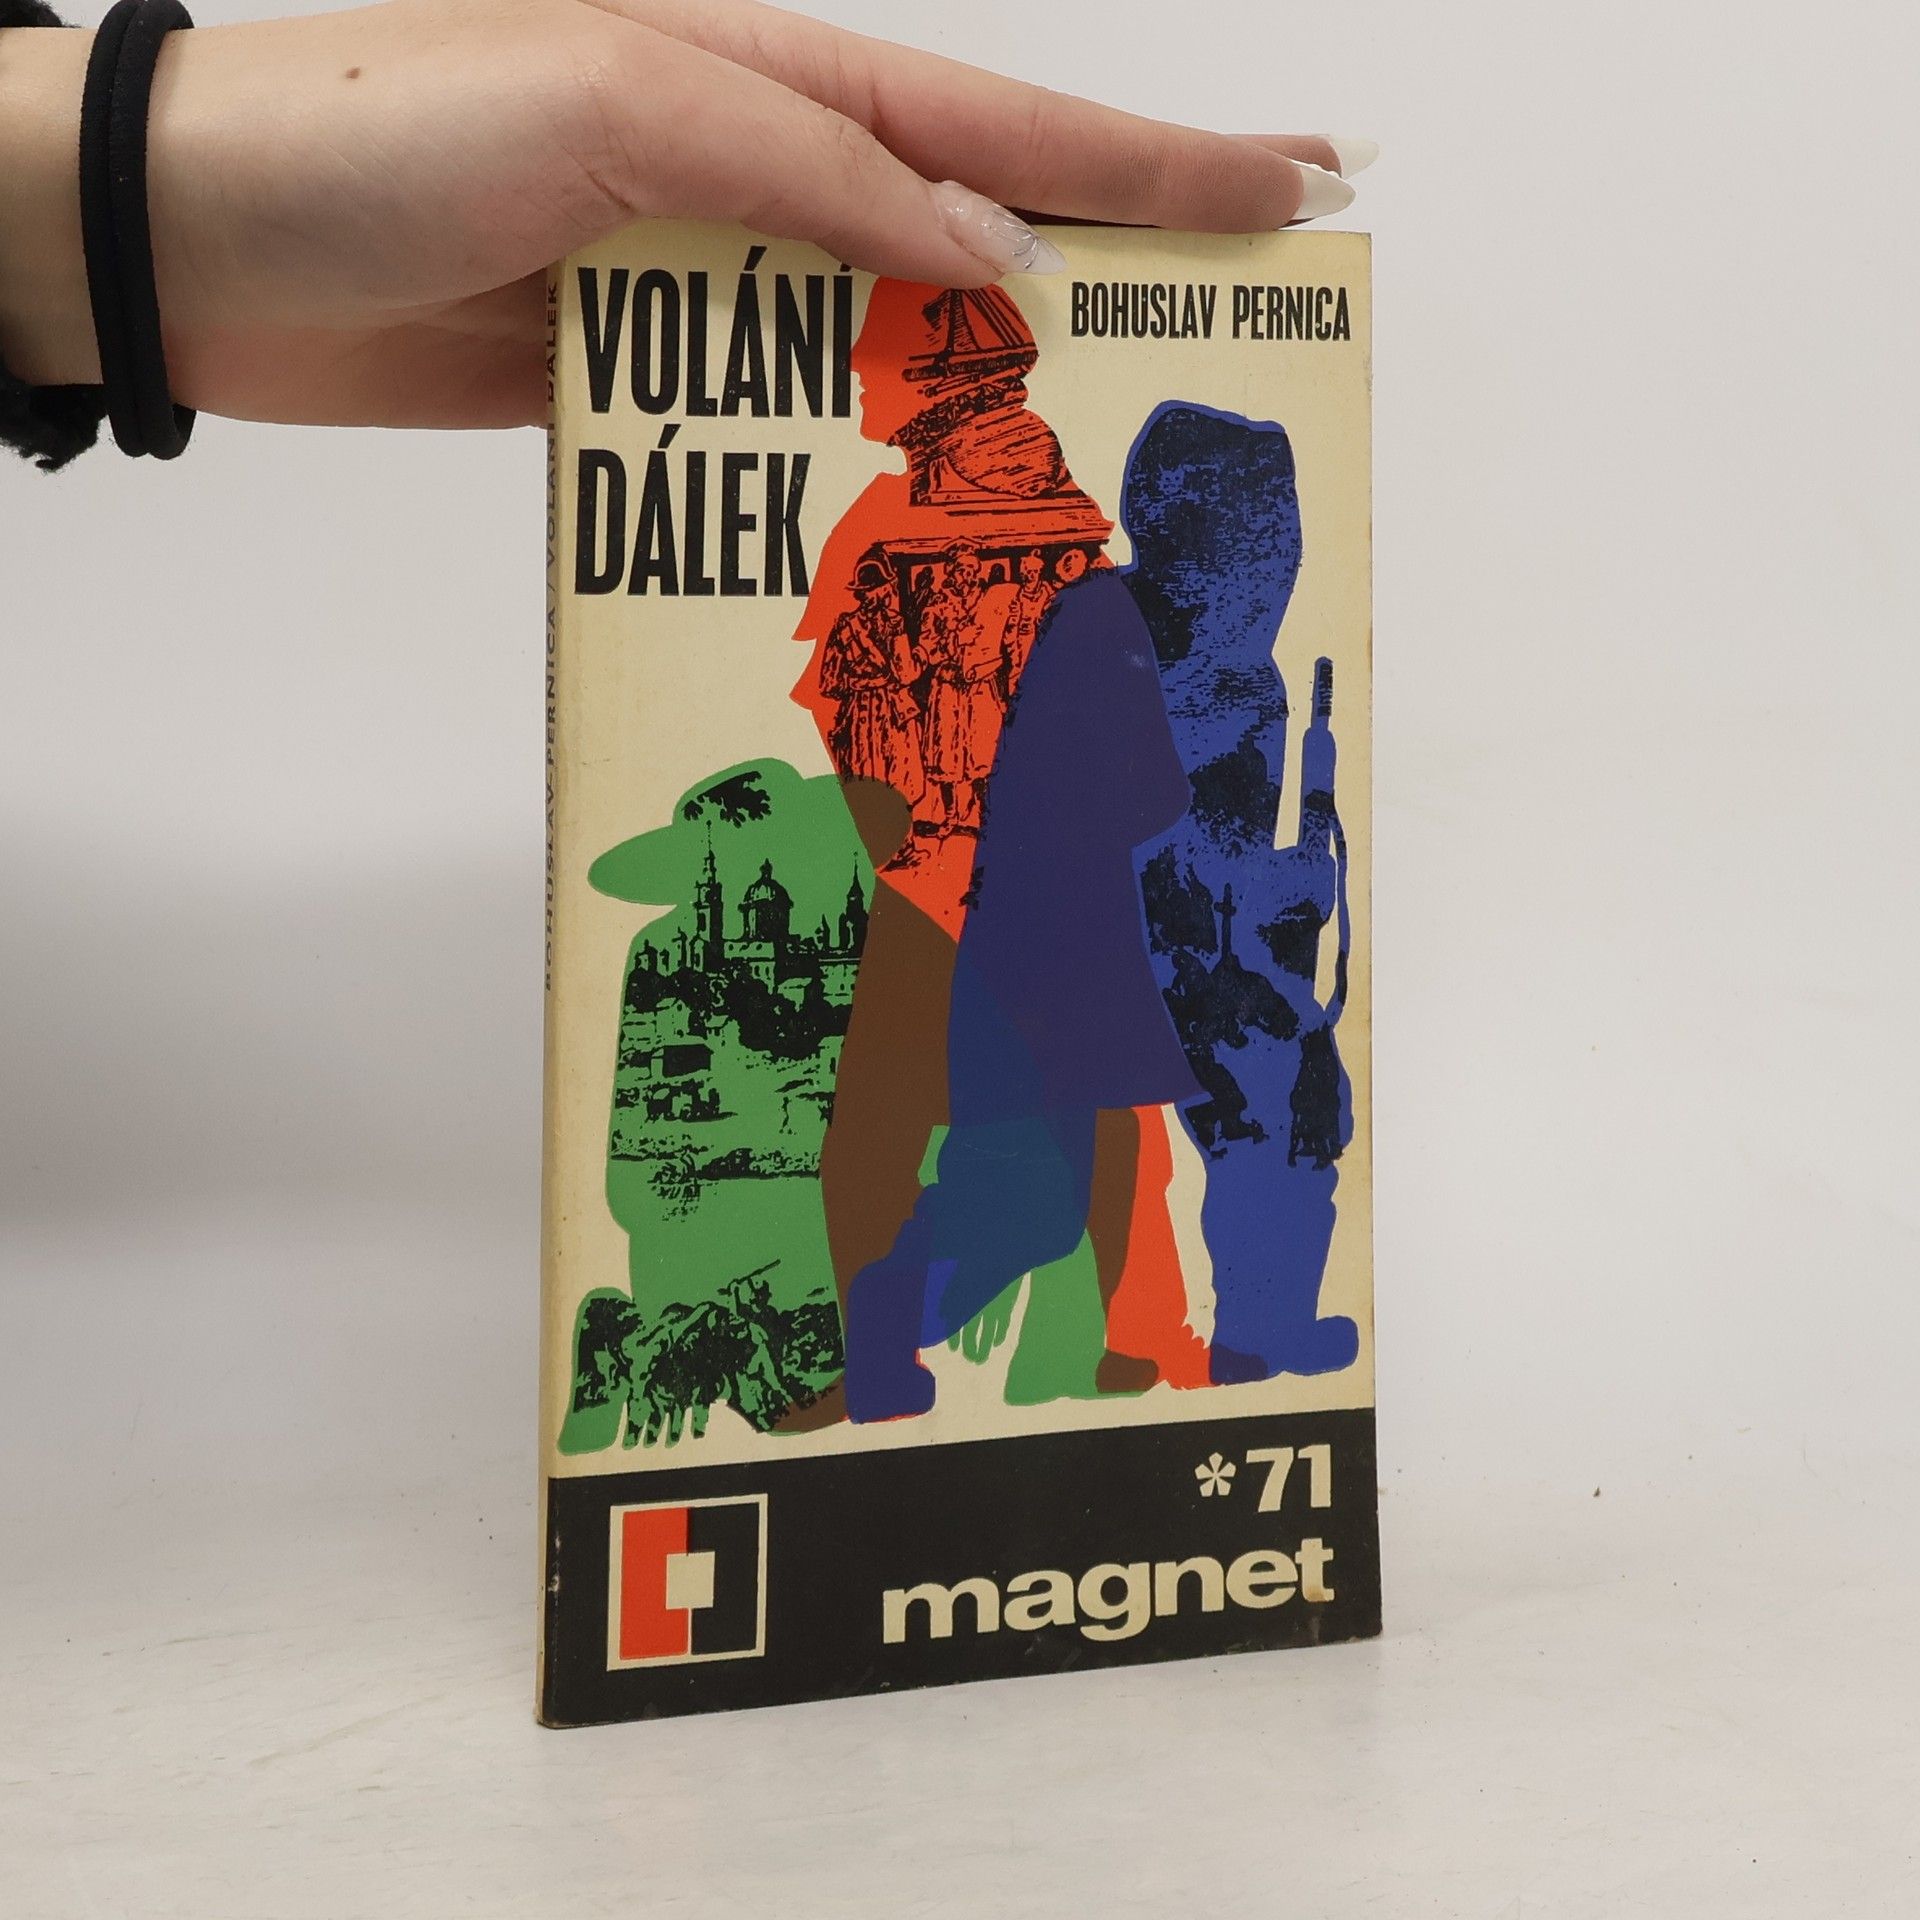 VOLÁNÍ
DÁLEK
BOHUSLAV PERNICA
BOHUSLAV PERNICA / VOLÁNÍ DÁLEK
*71
magnet